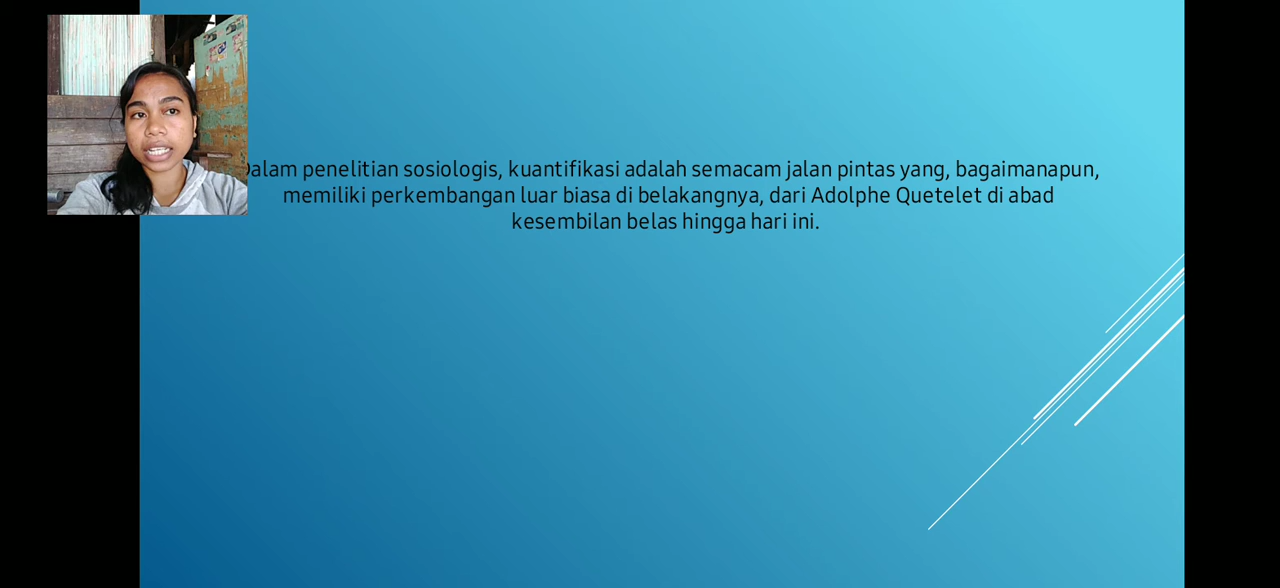 Dalam penelitian sosiologis, kuantifikasi adalah semacam jalan pintas yang, bagaimanapun,
memiliki perkembangan luar biasa di belakangnya, dari Adolphe Quetelet di abad
kesembilan belas hingga hari ini.